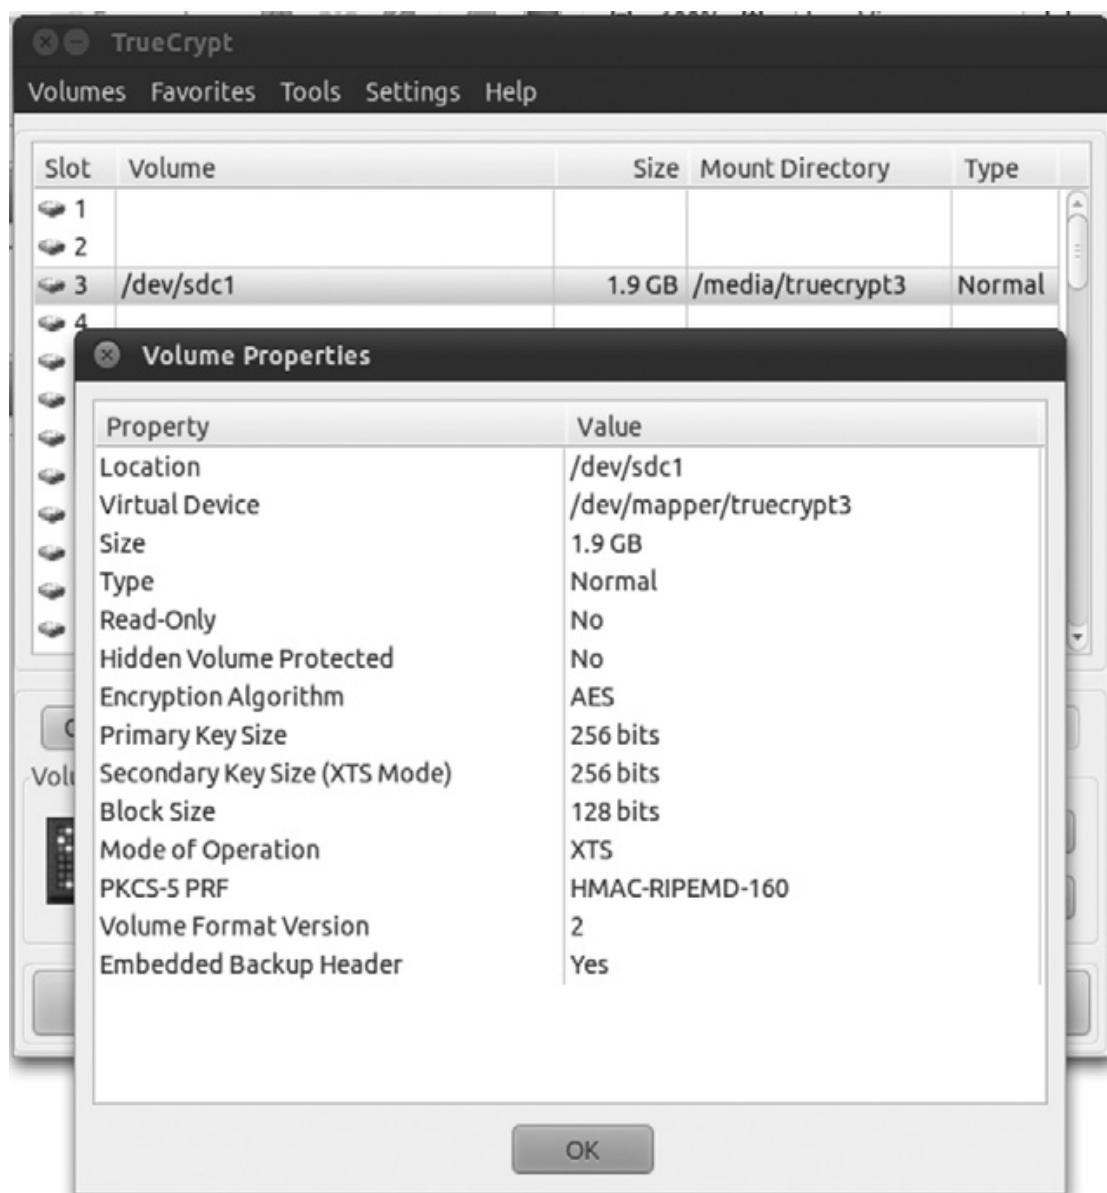 TrueCrypt
Volumes Favorites Tools Settings Help
Slot Volume Size Mount Directory Type
1
2
3 /dev/sdc1 1.9 GB /media/truecrypt3 Normal
4
Volume Properties
Property Value
Location /dev/sdc1
Virtual Device /dev/mapper/truecrypt3
Size 1.9 GB
Type Normal
Read-Only No
Hidden Volume Protected No
Encryption Algorithm AES
Primary Key Size 256 bits
Secondary Key Size (XTS Mode) 256 bits
Block Size 128 bits
Mode of Operation XTS
PKCS-5 PRF HMAC-RIPEMD-160
Volume Format Version 2
Embedded Backup Header Yes
OK